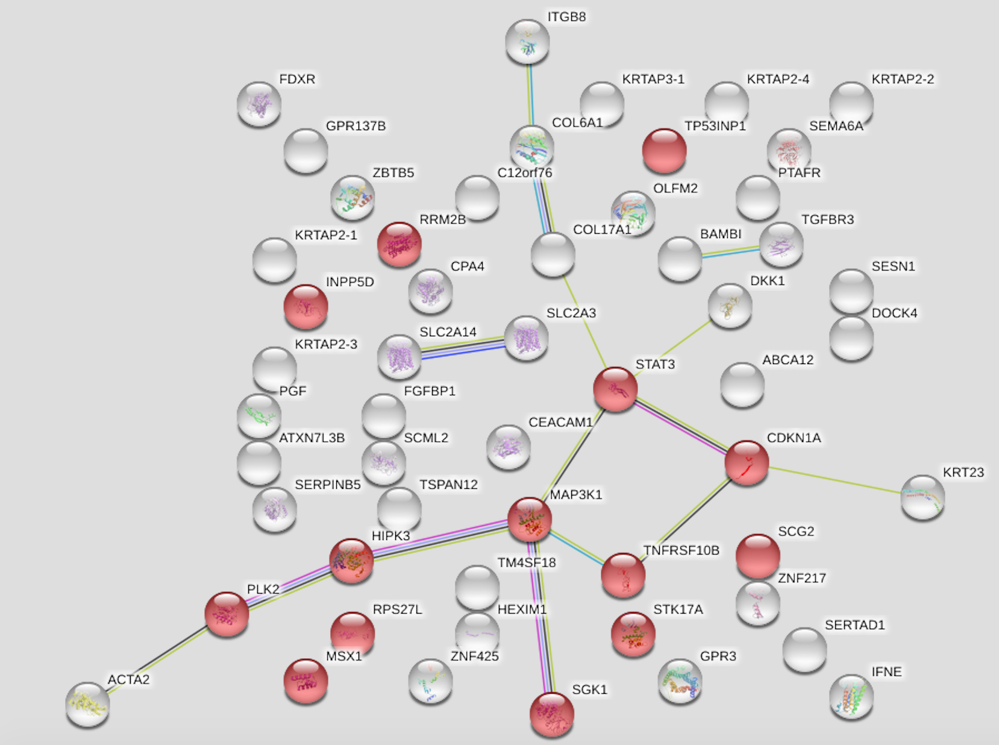 ITGB8
FDXR
KRTAP3-1
KRTAP2-4
KRTAP2-2
GPR137B
COL6A1
TP53INP1
SEMA6A
ZBTB5
C12orf76
PTAFR
OLFM2
RRM2B
TGFBR3
KRTAP2-1
COL17A1
BAMBI
CPA4
SESN1
INPP5D
DKK1
SLC2A3
DOCK4
SLC2A14
KRTAP2-3
STAT3
ABCA12
PGF
FGFBP1
CEACAM1
ATXN7L3B
SCML2
CDKN1A
KRT23
SERPINB5
TSPAN12
MAP3K1
HIPK3
SCG2
TNFRSF10B
TM4SF18
ZNF217
PLK2
RPS27L
HEXIM1
STK17A
SERTAD1
MSX1
ZNF425
GPR3
IFNE
ACTA2
SGK1